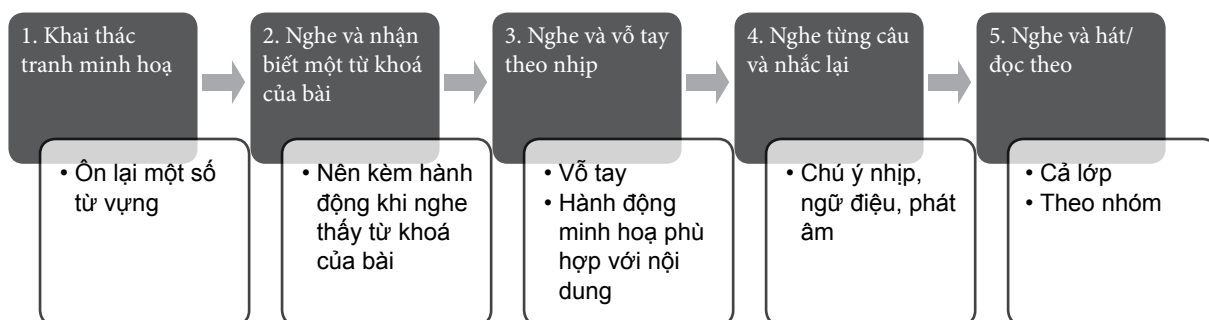 1. Khai thác
tranh minh hoạ
2. Nghe và nhận
biết một từ khoá
của bài
3. Nghe và vỗ tay
theo nhịp
4. Nghe từng câu
và nhắc lại
5. Nghe và hát/
đọc theo
• Ôn lại một số
từ vựng
• Nên kèm hành
động khi nghe
thấy từ khoá
của bài
• Vỗ tay
• Hành động
minh hoạ phù
hợp với nội
dung
• Chú ý nhịp,
ngữ điệu, phát
âm
• Cả lớp
• Theo nhóm